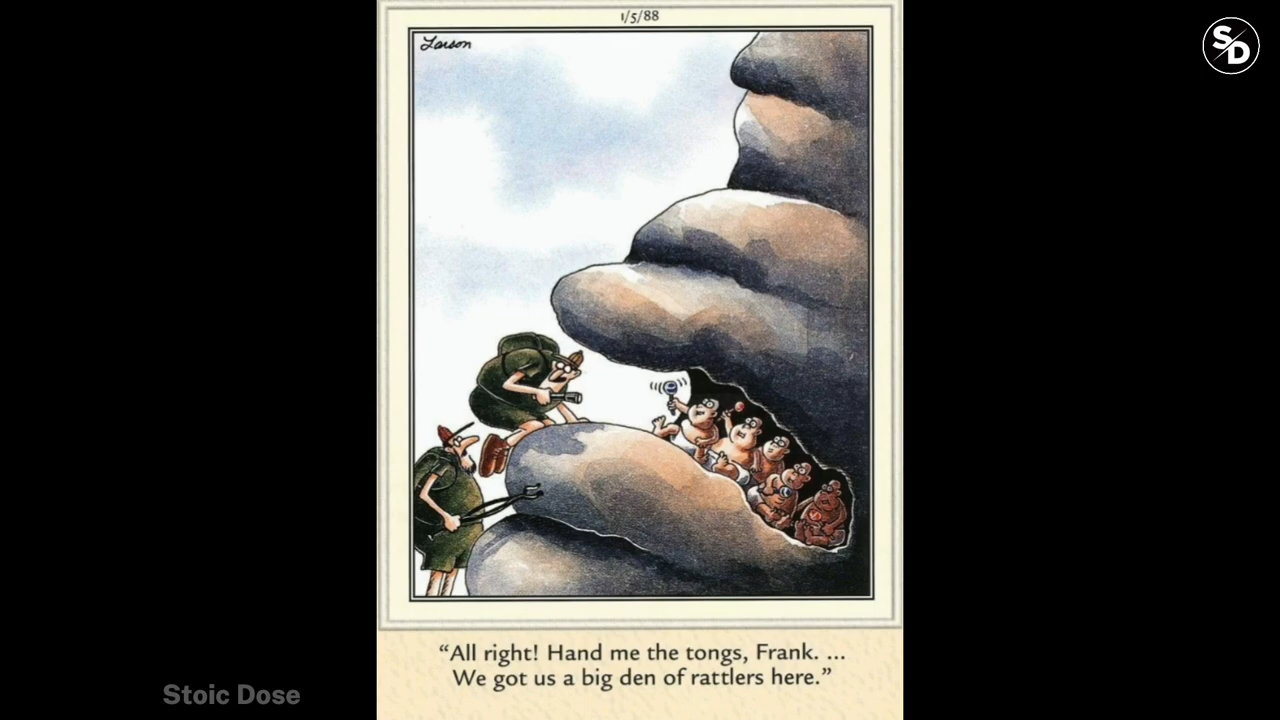 1/5/88
Larson
SD
“All right! Hand me the tongs, Frank. ...
We got us a big den of rattlers here.”
Stoic Dose